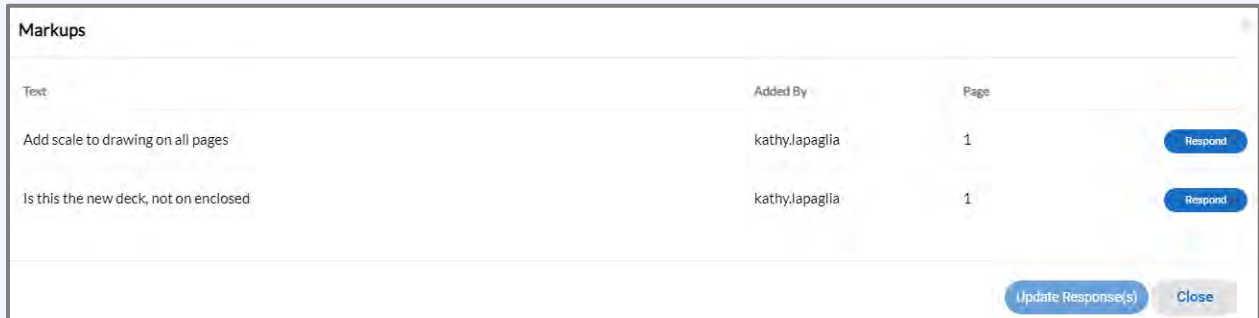 Markups
Text Added By Page
Add scale to drawing on all pages kathy.lapaglia 1 Respond
Is this the new deck, not on enclosed kathy.lapaglia 1 Respond
Update Response(s) Close